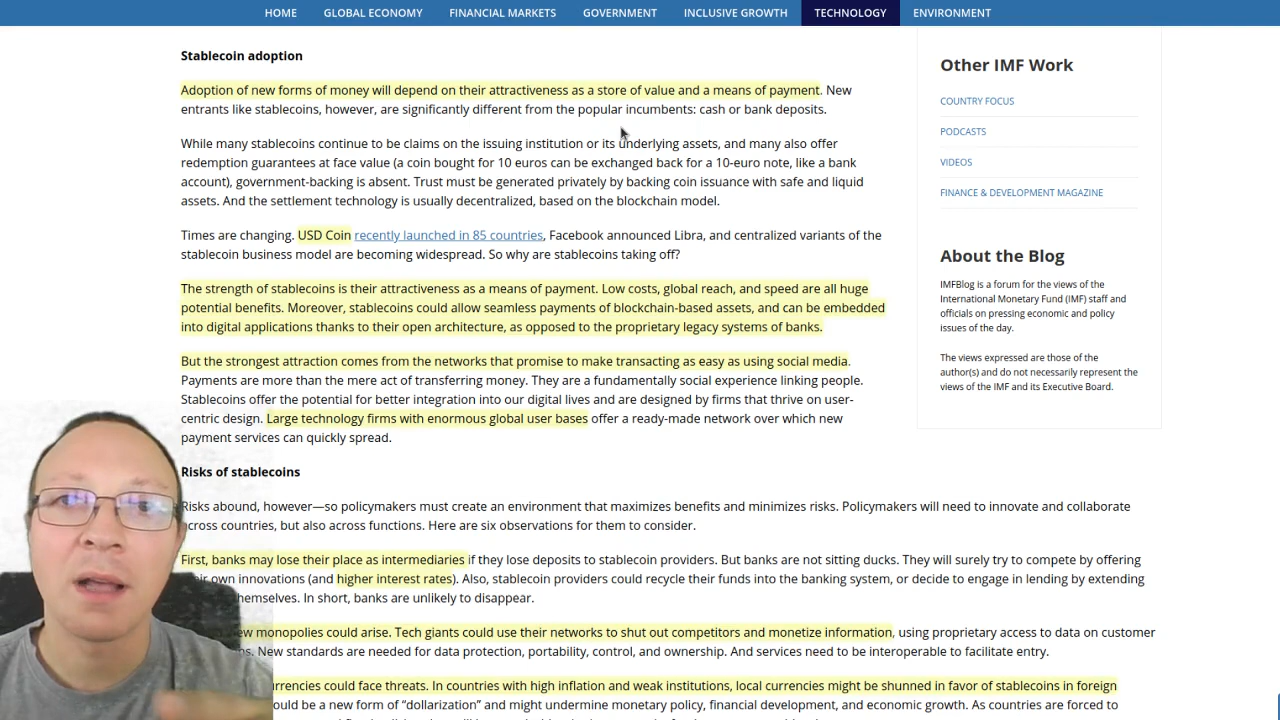 HOME GLOBAL ECONOMY FINANCIAL MARKETS GOVERNMENT INCLUSIVE GROWTH TECHNOLOGY ENVIRONMENT
Stablecoin adoption
Adoption of new forms of money will depend on their attractiveness as a store of value and a means of payment. New
entrants like stablecoins, however, are significantly different from the popular incumbents: cash or bank deposits.
While many stablecoins continue to be claims on the issuing institution or its underlying assets, and many also offer
redemption guarantees at face value (a coin bought for 10 euros can be exchanged back for a 10-euro note, like a bank
account), government-backing is absent. Trust must be generated privately by backing coin issuance with safe and liquid
assets. And the settlement technology is usually decentralized, based on the blockchain model.
Times are changing. USD Coin recently launched in 85 countries, Facebook announced Libra, and centralized variants of the
stablecoin business model are becoming widespread. So why are stablecoins taking off?
The strength of stablecoins is their attractiveness as a means of payment. Low costs, global reach, and speed are all huge
potential benefits. Moreover, stablecoins could allow seamless payments of blockchain-based assets, and can be embedded
into digital applications thanks to their open architecture, as opposed to the proprietary legacy systems of banks.
But the strongest attraction comes from the networks that promise to make transacting as easy as using social media.
Payments are more than the mere act of transferring money. They are a fundamentally social experience linking people.
Stablecoins offer the potential for better integration into our digital lives and are designed by firms that thrive on user-
centric design. Large technology firms with enormous global user bases offer a ready-made network over which new
payment services can quickly spread.
Risks of stablecoins
Risks abound, however—so policymakers must create an environment that maximizes benefits and minimizes risks. Policymakers will need to innovate and collaborate
across countries, but also across functions. Here are six observations for them to consider.
First, banks may lose their place as intermediaries if they lose deposits to stablecoin providers. But banks are not sitting ducks. They will surely try to compete by offering
their own innovations (and higher interest rates). Also, stablecoin providers could recycle their funds into the banking system, or decide to engage in lending by extending
themselves. In short, banks are unlikely to disappear.
new monopolies could arise. Tech giants could use their networks to shut out competitors and monetize information, using proprietary access to data on customer
New standards are needed for data protection, portability, control, and ownership. And services need to be interoperable to facilitate entry.
could face threats. In countries with high inflation and weak institutions, local currencies might be shunned in favor of stablecoins in foreign
be a new form of “dollarization” and might undermine monetary policy, financial development, and economic growth. As countries are forced to
Other IMF Work
COUNTRY FOCUS
PODCASTS
VIDEOS
FINANCE & DEVELOPMENT MAGAZINE
About the Blog
IMFBlog is a forum for the views of the
International Monetary Fund (IMF) staff and
officials on pressing economic and policy
issues of the day.
The views expressed are those of the
author(s) and do not necessarily represent the
views of the IMF and its Executive Board.